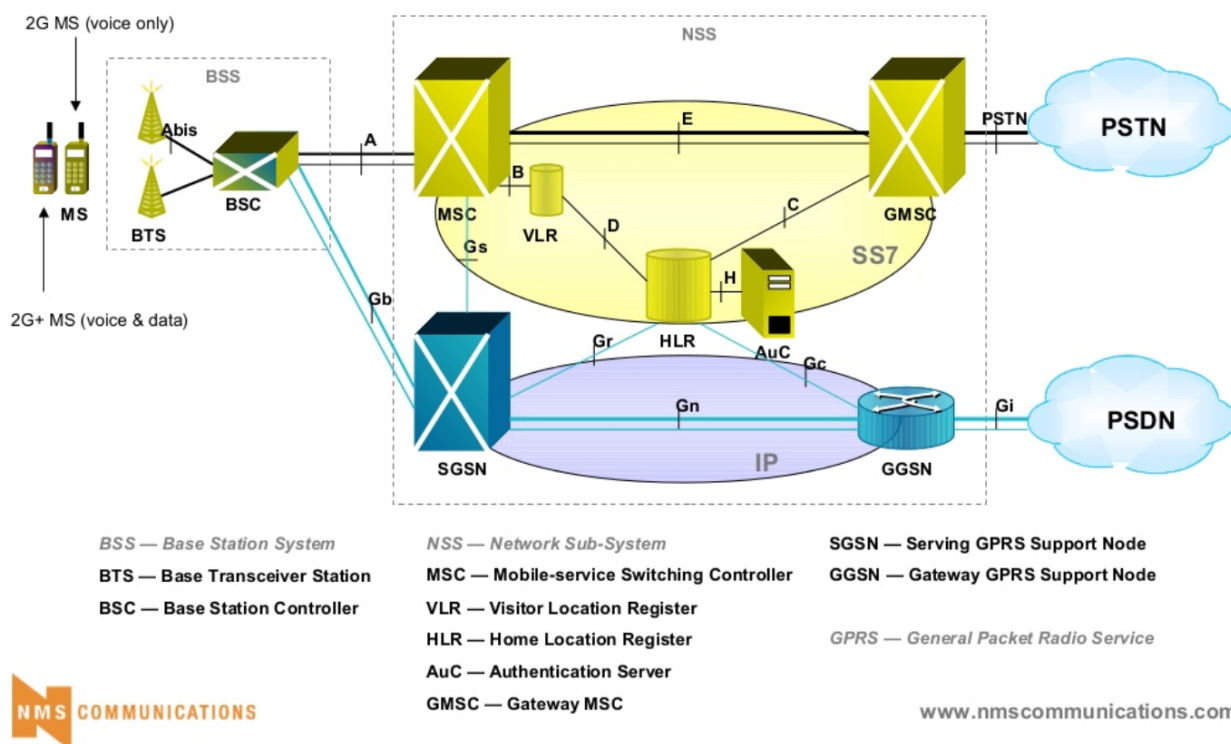 2G MS (voice only)
BSS
NSS
Abis
A
E
PSTN
PSTN
MS
BTS
BSC
MSC
B
VLR
D
C
GMSC
SS7
Gs
H
HLR
AuC
2G+ MS (voice & data)
Gb
Gr
Gc
Gn
Gi
PSDN
SGSN
IP
GGSN
BSS — Base Station System
BTS — Base Transceiver Station
BSC — Base Station Controller
NSS — Network Sub-System
MSC — Mobile-service Switching Controller
VLR — Visitor Location Register
HLR — Home Location Register
AuC — Authentication Server
GMSC — Gateway MSC
SGSN — Serving GPRS Support Node
GGSN — Gateway GPRS Support Node
GPRS — General Packet Radio Service
NMS COMMUNICATIONS
www.nmscommunications.com